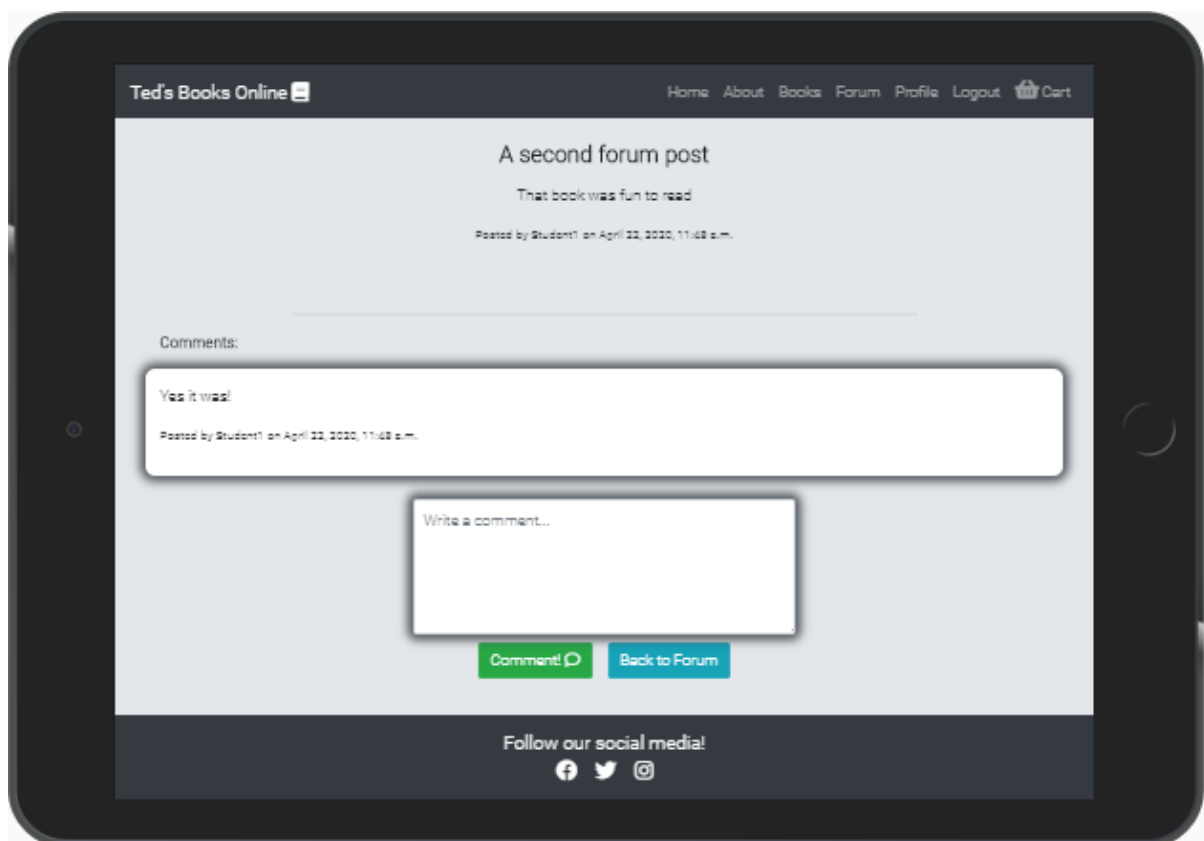 Ted's Books Online
Home About Books Forum Profile Logout Cart
A second forum post
That book was fun to read
Posted by Student1 on April 22, 2020, 11:48 a.m.
Comments:
Yes it was!
Posted by Student1 on April 22, 2020, 11:48 a.m.
Write a comment...
Comment! Back to Forum
Follow our social media!